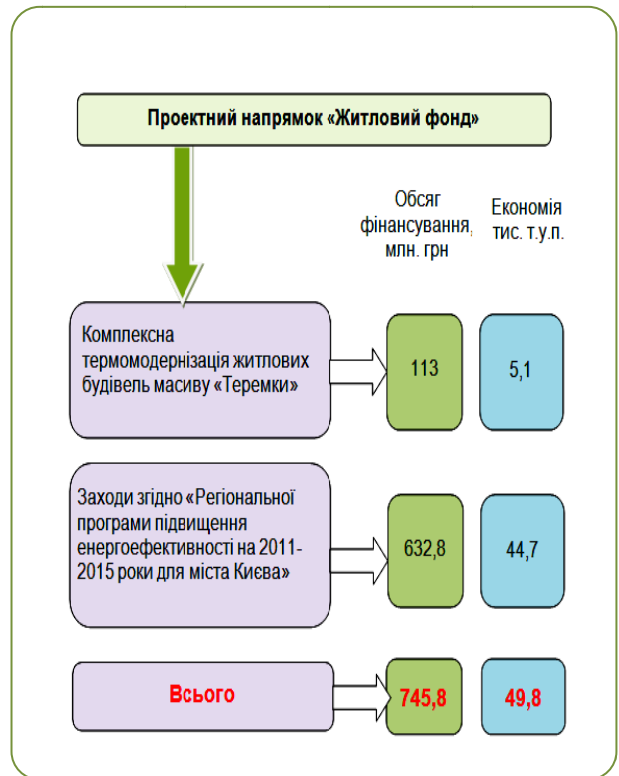 Проектний напрямок «Житловий фонд»
Обсяг
фінансування,
млн. грн
Економія
тис. т.у.п.
Комплексна
термомодернізація житлових
будівель масиву «Теремки»
113
5,1
Заходи згідно «Регіональної
програми підвищення
енергоефективності на 2011-
2015 роки для міста Києва»
632,8
44,7
Всього
745,8
49,8